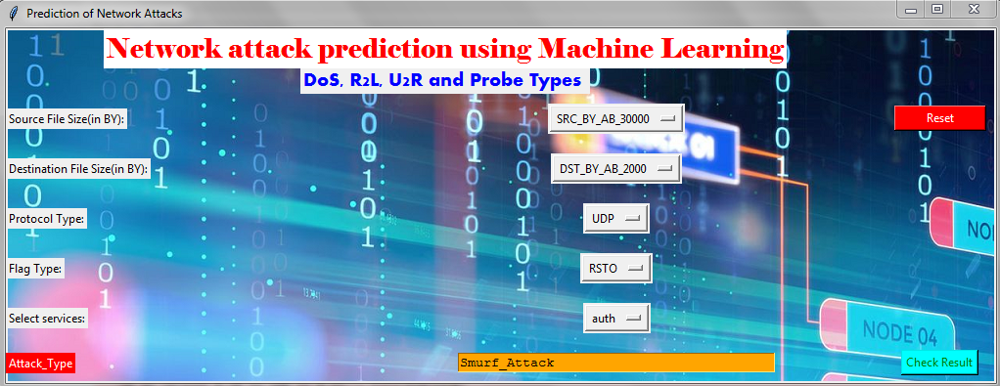 Prediction of Network Attacks
Network attack prediction using Machine Learning
DoS, R2L, U2R and Probe Types
Source File Size(in BY):
SRC_BY_AB_30000
Reset
Destination File Size(in BY):
DST_BY_AB_2000
Protocol Type:
UDP
Flag Type:
RSTO
Select services:
auth
NODE 04
Attack_Type
Smurf_Attack
Check Result